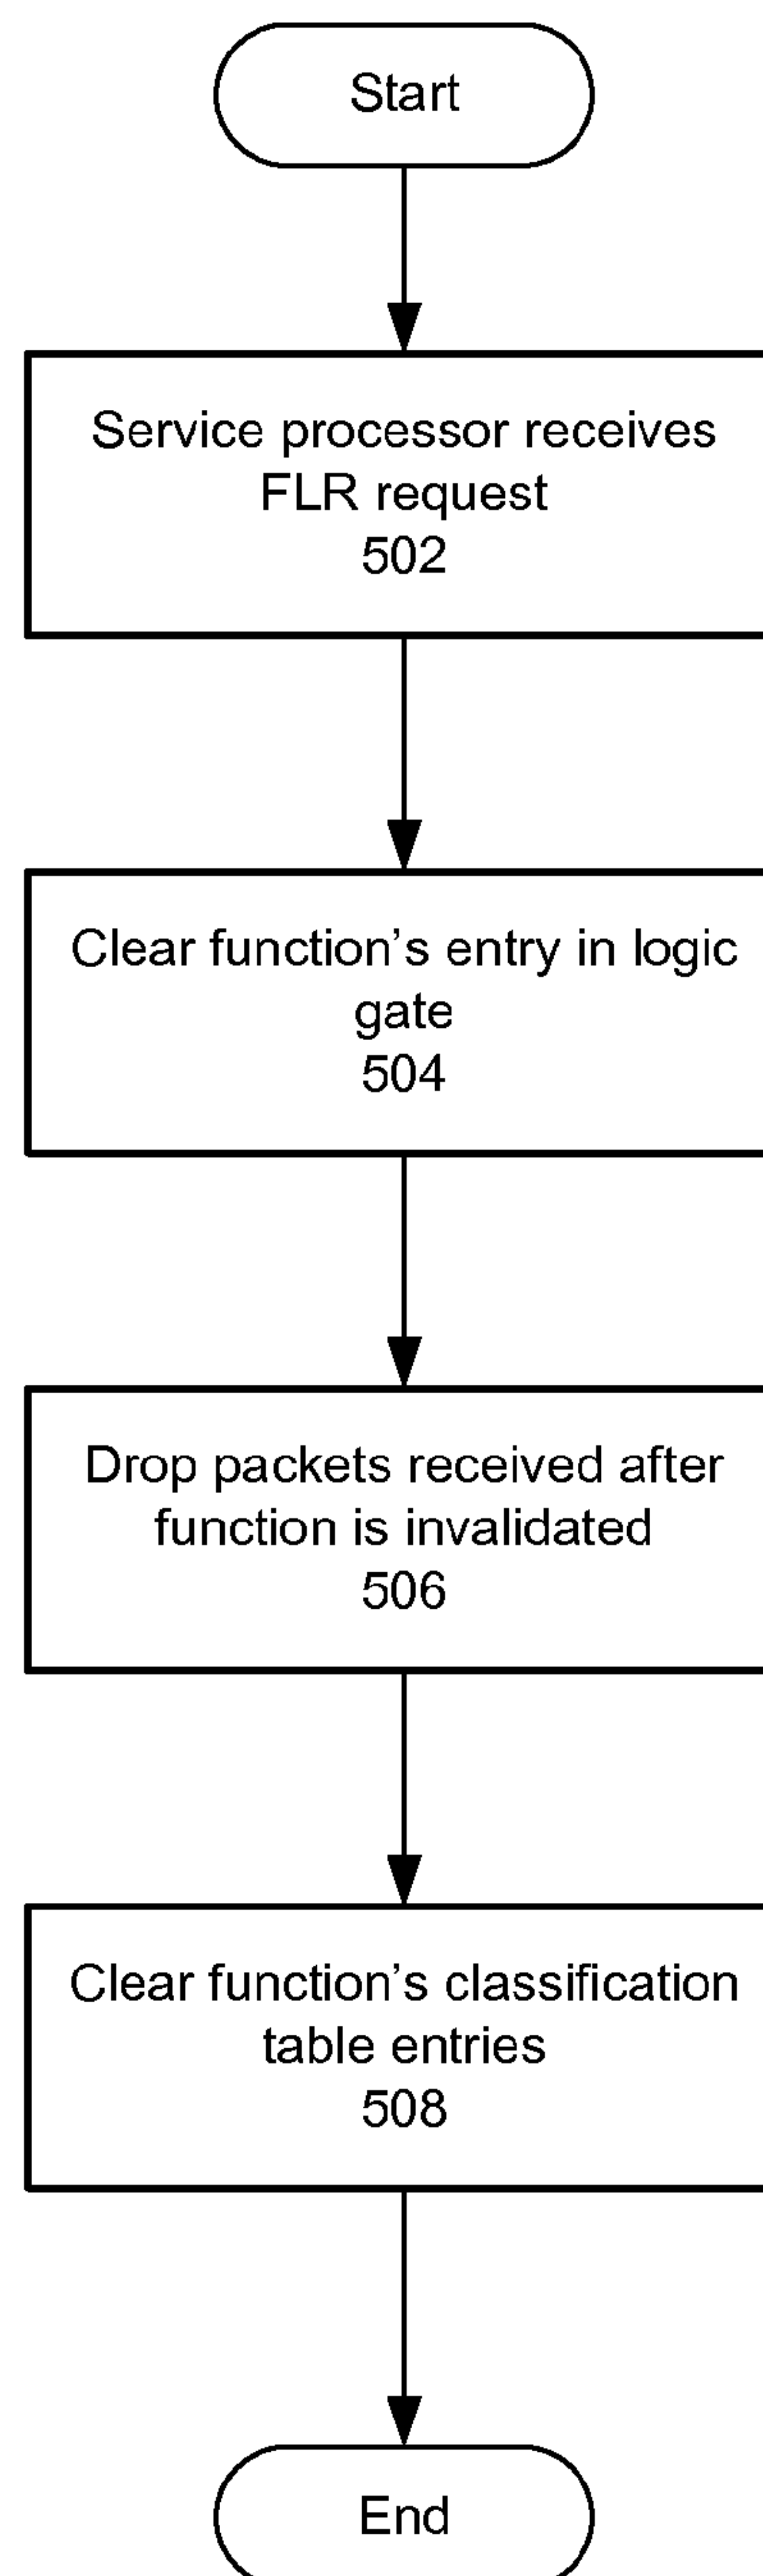 Start
Service processor receives
FLR request
502
Clear function’s entry in logic
gate
504
Drop packets received after
function is invalidated
506
Clear function’s classification
table entries
508
End